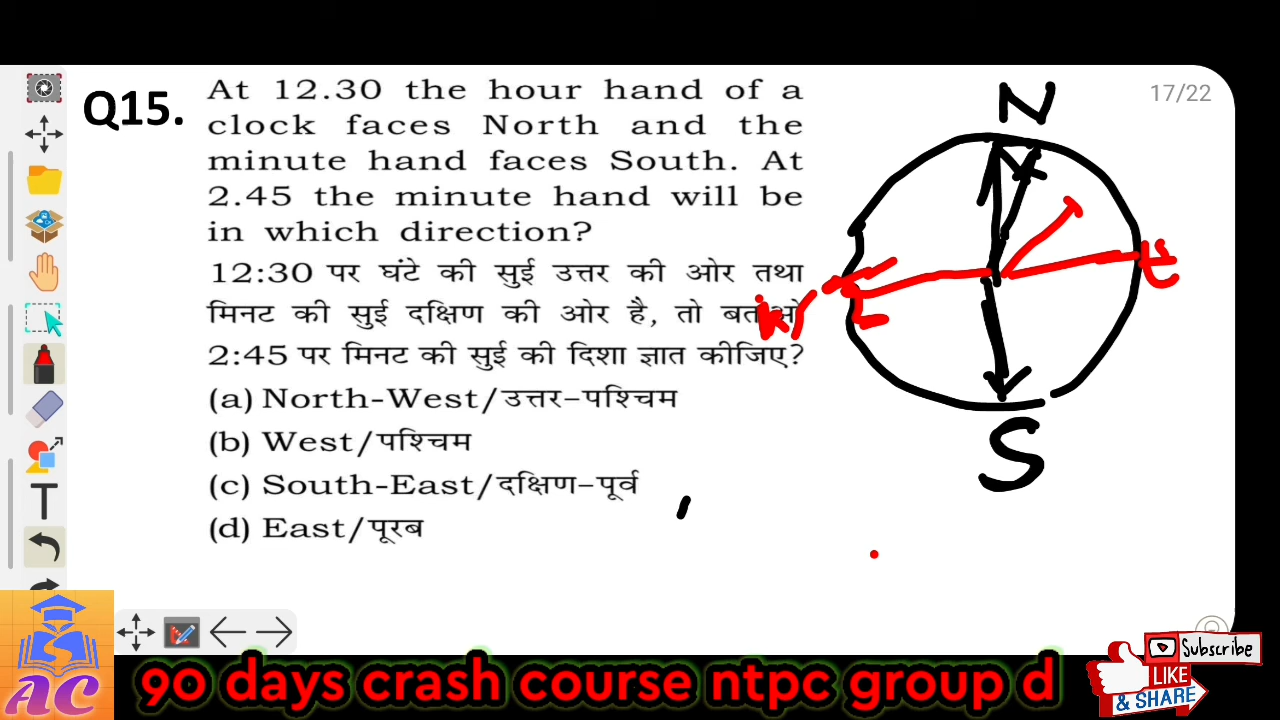 Q15.
At 12.30 the hour hand of a
clock faces North and the
minute hand faces South. At
2.45 the minute hand will be
in which direction?
12:30 पर घंटे की सुई उत्तर की ओर तथा
मिनट की सुई दक्षिण की ओर है, तो
2:45 पर मिनट की सुई की दिशा ज्ञात कीजिए?
(a) North-West/उत्तर-पश्चिम
(b) West/पश्चिम
(c) South-East/दक्षिण-पूर्व
(d) East/पूरब
17/22
N
S
T
AC
90 days crash course ntpc group d
Subscribe
LIKE
& SHARE